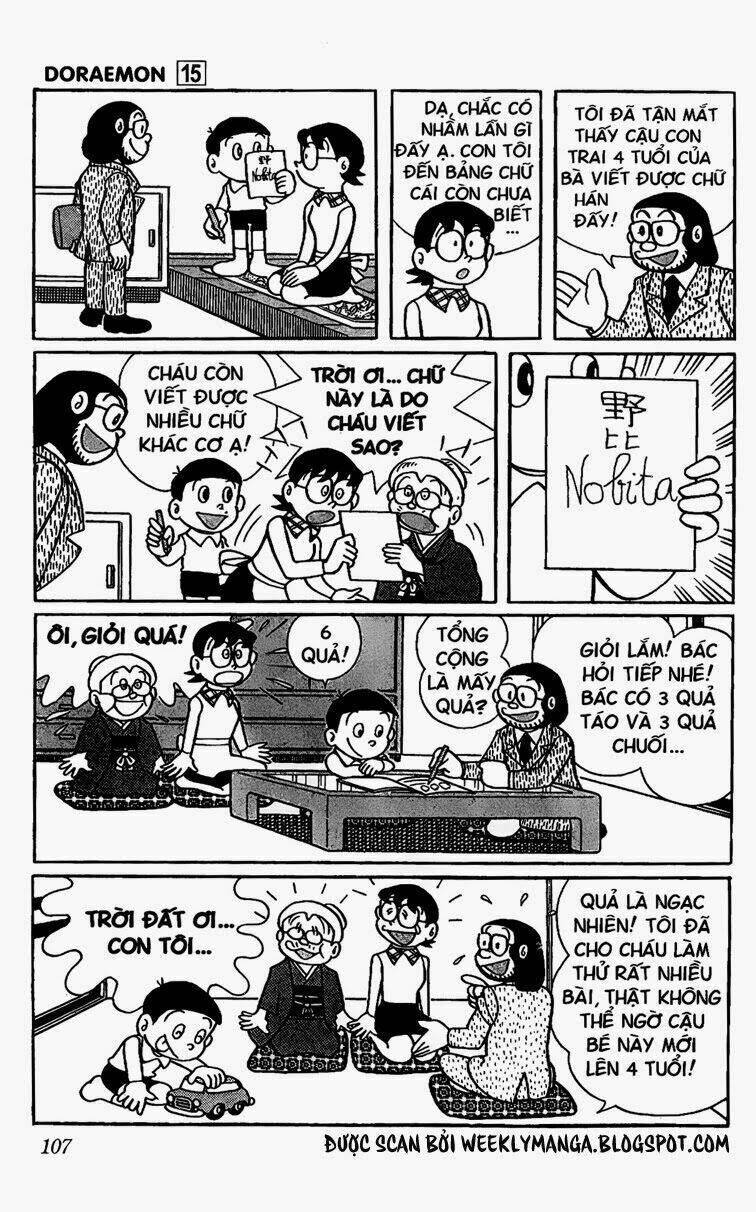 DORAEMON 15
TÔI ĐÃ TẬN MẮT
THẤY CẬU CON
TRAI 4 TUỔI CỦA
BÀ VIẾT ĐƯỢC CHỮ
HÁN
ĐẤY!
DẠ, CHẮC CÓ
NHẦM LẪN GÌ
ĐẤY Ạ. CON TÔI
ĐẾN BẢNG CHỮ
CÁI CÒN CHƯA
BIẾT
...
野
Nobita
野
比
Nobita
TRỜI ƠI... CHỮ
NÀY LÀ DO
CHÁU VIẾT
SAO?
CHÁU CÒN
VIẾT ĐƯỢC
NHIỀU CHỮ
KHÁC CƠ Ạ!
GIỎI LẮM! BÁC
HỎI TIẾP NHÉ!
BÁC CÓ 3 QUẢ
TÁO VÀ 3 QUẢ
CHUỐI...
TỔNG
CỘNG
LÀ MẤY
QUẢ?
6
QUẢ!
ÔI, GIỎI QUÁ!
QUẢ LÀ NGẠC
NHIÊN! TÔI ĐÃ
CHO CHÁU LÀM
THỬ RẤT NHIỀU
BÀI, THẬT KHÔNG
THỂ NGỜ CẬU
BÉ NÀY MỚI
LÊN 4 TUỔI!
TRỜI ĐẤT ƠI...
CON TÔI...
107
ĐƯỢC SCAN BỞI WEEKLYMANGA.BLOGSPOT.COM